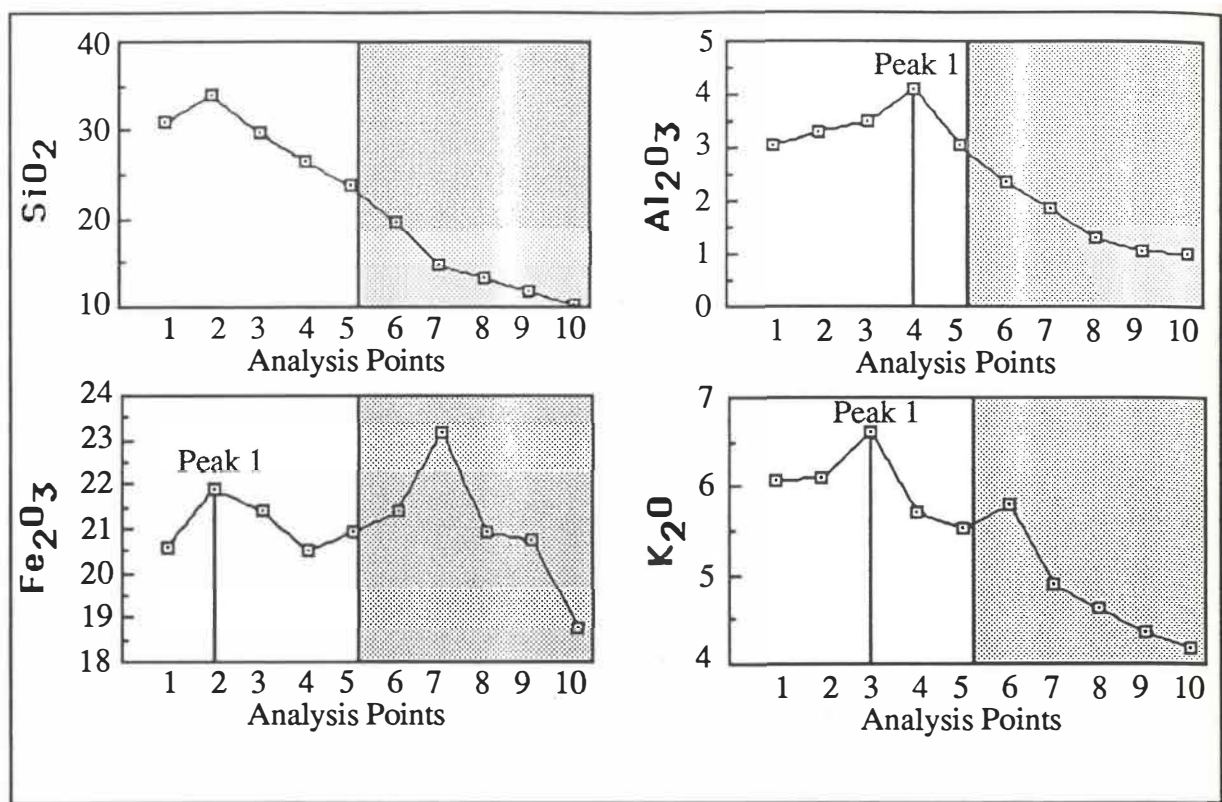 SiO2
40
30
20
10
1 2 3 4 5 6 7 8 9 10
Analysis Points
Al2O3
5
4
3
2
1
0
Peak 1
1 2 3 4 5 6 7 8 9 10
Analysis Points
Fe2O3
24
23
22
21
20
19
18
Peak 1
1 2 3 4 5 6 7 8 9 10
Analysis Points
K2O
7
6
5
4
Peak 1
1 2 3 4 5 6 7 8 9 10
Analysis Points